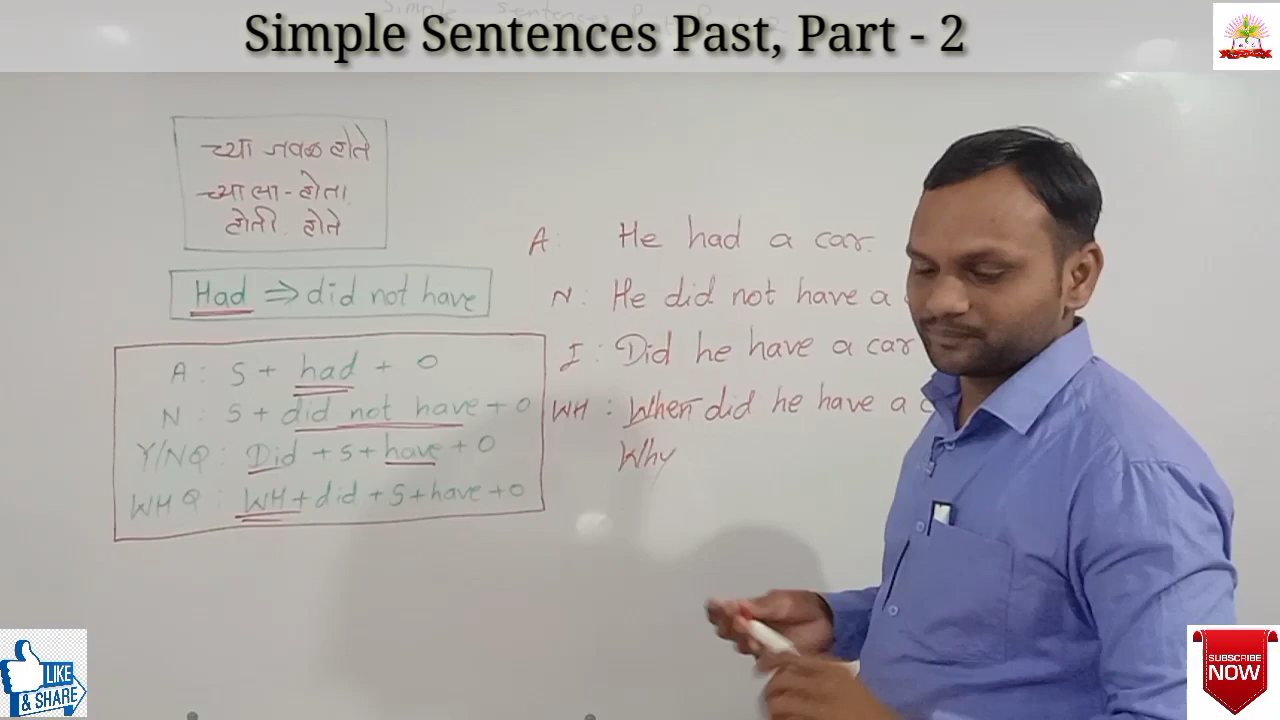 Simple Sentences Past, Part - 2
च्या जवळ होते
च्या ला - होता
होती. होते
Had ⇒ did not have
A: S + had + O
N: S + did not have + O
Y/NQ: Did + S + have + O
WH Q: WH + did + S + have + O
A: He had a car.
N: He did not have a
I: Did he have a car
WH: When did he have a c
Why
LIKE
& SHARE
SUBSCRIBE
NOW